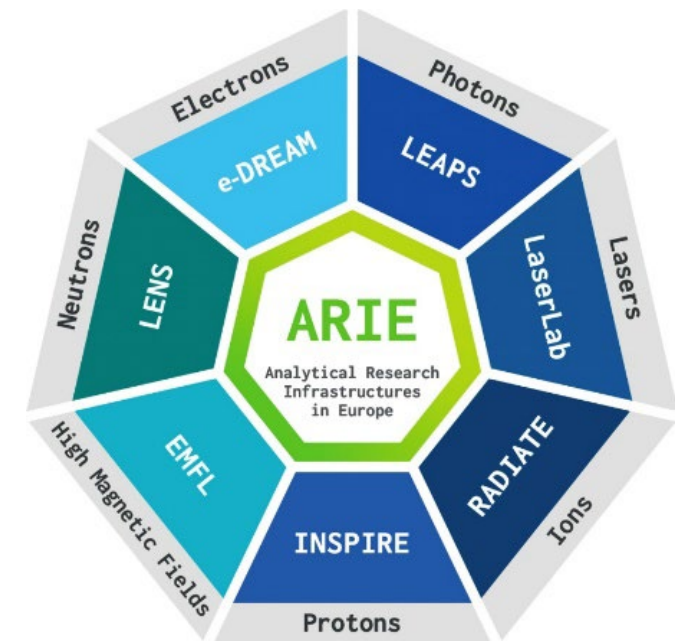 Electrons
e-DREAM
Photons
LEAPS
Lasers
LaserLab
Ions
RADIATE
Protons
INSPIRE
High Magnetic Fields
EMFL
Neutrons
LENS
ARIE
Analytical Research
Infrastructures
in Europe